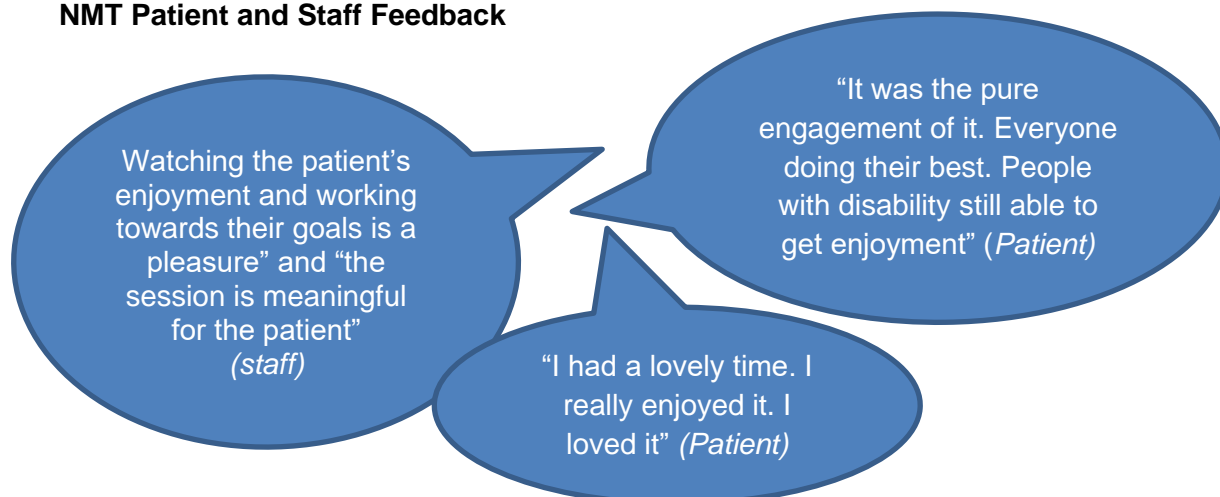 NMT Patient and Staff Feedback
Watching the patient’s
enjoyment and working
towards their goals is a
pleasure” and “the
session is meaningful
for the patient”
(staff)
“It was the pure
engagement of it. Everyone
doing their best. People
with disability still able to
get enjoyment” (Patient)
“I had a lovely time. I
really enjoyed it. I
loved it” (Patient)